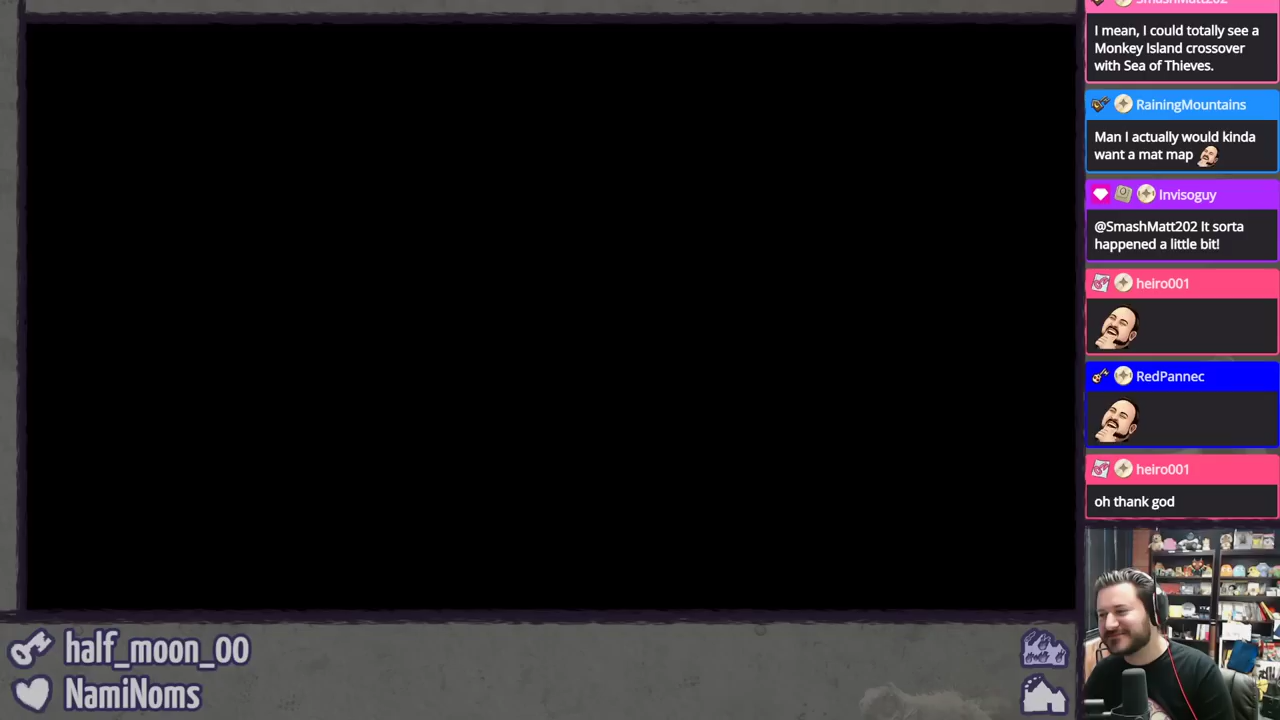 SmashMatt202
I mean, I could totally see a
Monkey Island crossover
with Sea of Thieves.
RainingMountains
Man I actually would kinda
want a mat map
Invisoguy
@SmashMatt202 It sorta
happened a little bit!
heiro001
RedPannec
heiro001
oh thank god
half_moon_00
NamiNoms